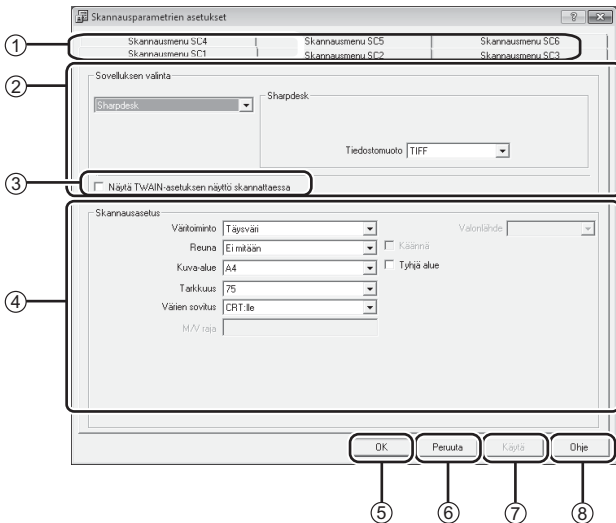 Skannausparametrien asetukset
① Skannausmenu SC4 Skannausmenu SC5 Skannausmenu SC6
Skannausmenu SC1 Skannausmenu SC2 Skannausmenu SC3
②
Sovelluksen valinta
Sharpdesk
Sharpdesk
Tiedostomuoto TIFF
③ Näytä TWAIN-asetuksen näyttö skannattaessa
④
Skannausasetus
Väritoiminto Täysväri Valonlähde
Reuna Ei mitään Käännä
Kuva-alue A4 Tyhjä alue
Tarkkuus 75
Värien sovitus CRT:lle
M/V raja
OK Peruuta Käytä Ohje
⑤ ⑥ ⑦ ⑧